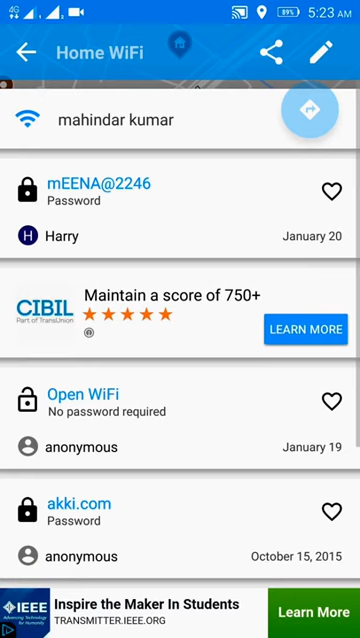 4G
1
3
89%
5:23 AM
Home WiFi
mahindar kumar
mEENA@2246
Password
H
Harry
January 20
CIBIL
Part of TransUnion
Maintain a score of 750+
LEARN MORE
Open WiFi
No password required
anonymous
January 19
akki.com
Password
anonymous
October 15, 2015
IEEE
Advancing Technology
for Humanity
Inspire the Maker In Students
TRANSMITTER.IEEE.ORG
Learn More